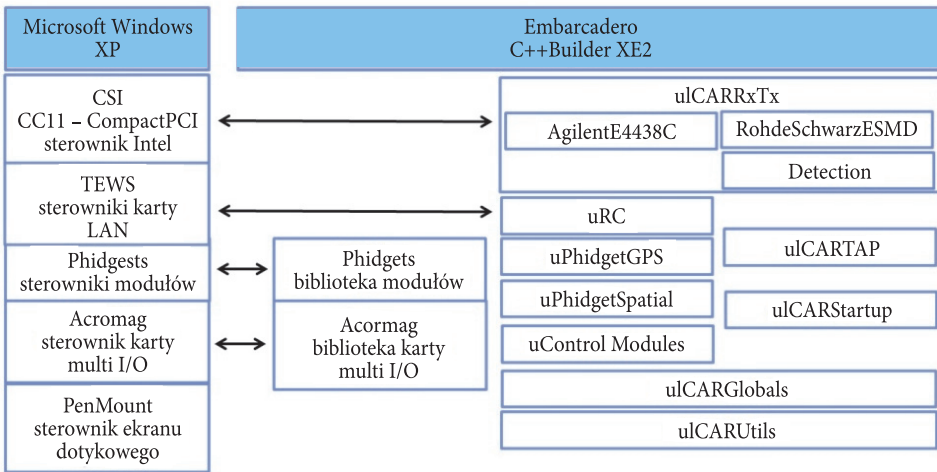 Microsoft Windows
XP
Embarcadero
C++Builder XE2
CSI
CC11 – CompactPCI
sterownik Intel
TEWS
sterowniki karty
LAN
Phidgests
sterowniki modułów
Acromag
sterownik karty
multi I/O
PenMount
sterownik ekranu
dotykowego
Phidgets
biblioteka modułów
Acormag
biblioteka karty
multi I/O
ulCARRxTx
AgilentE4438C
RohdeSchwarzESMD
Detection
uRC
uPhidgetGPS
uPhidgetSpatial
uControl Modules
ulCARTAP
ulCARStartup
ulCARGlobals
ulCARUtils